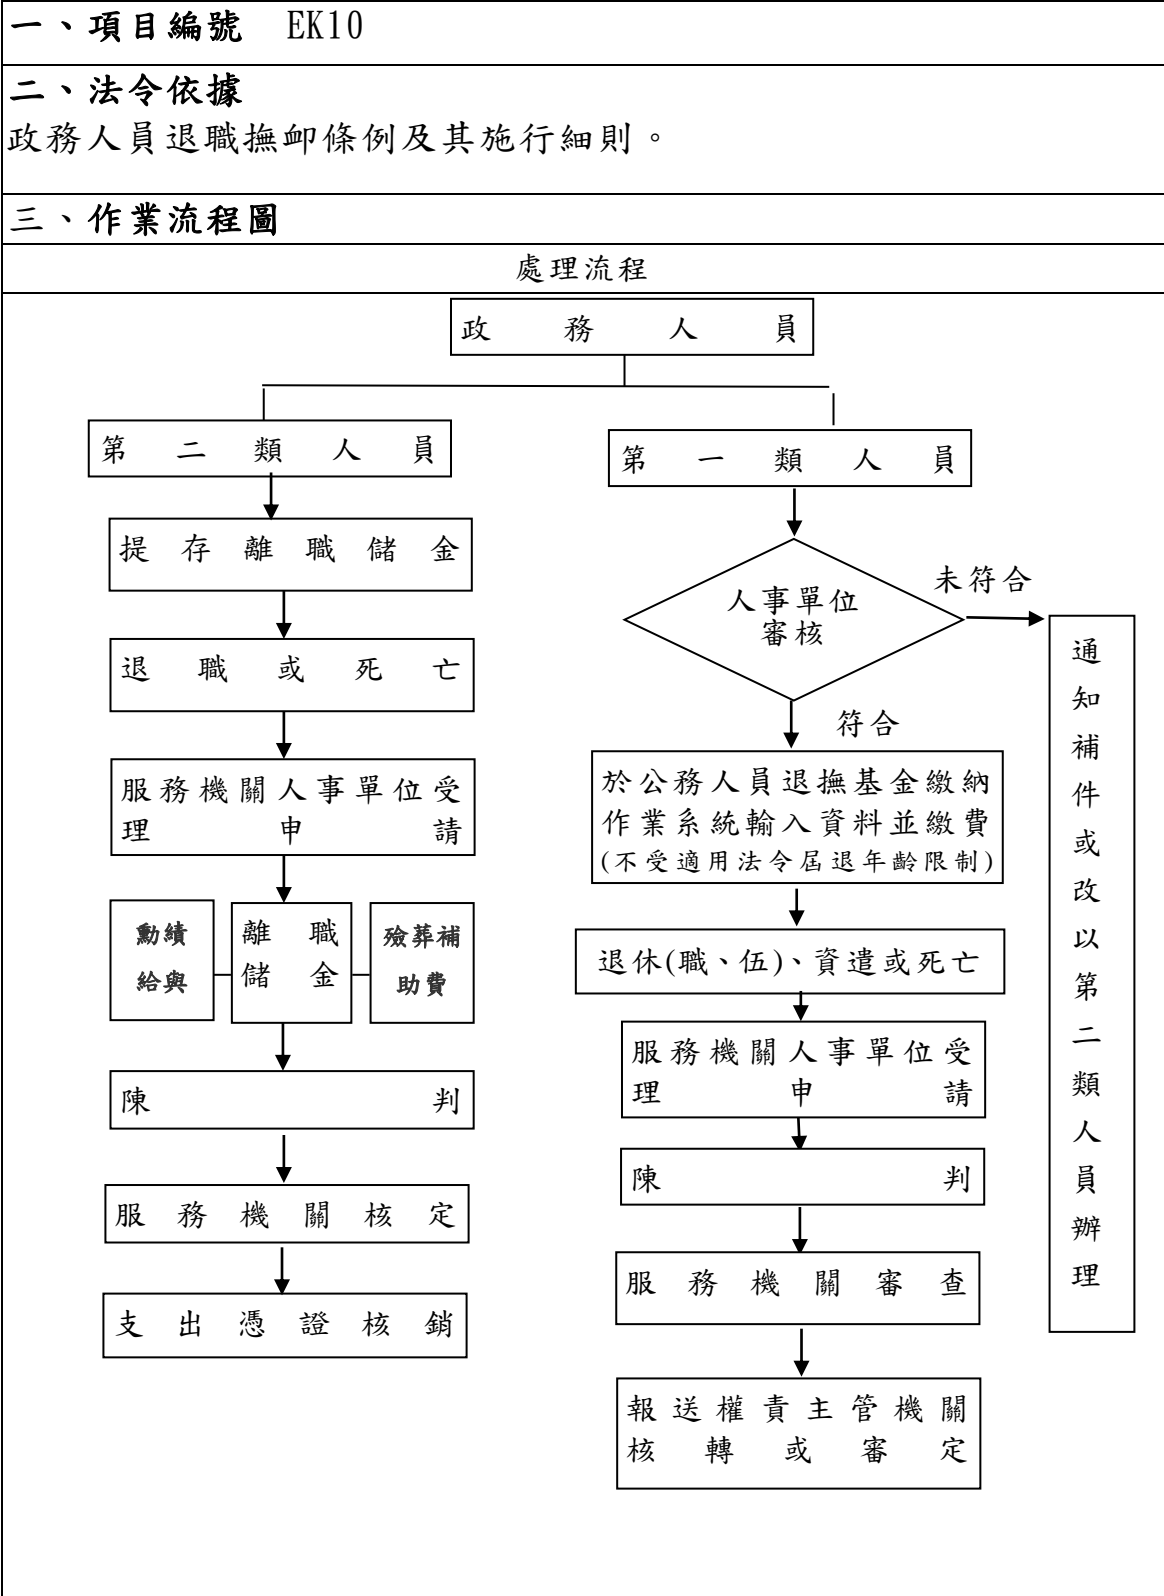 一、項目編號 EK10
二、法令依據
政務人員退職撫卹條例及其施行細則。
三、作業流程圖
處理流程
政務人員
第二類人員
提存離職儲金
退職或死亡
服務機關人事單位受
理申請
勳績
給與
離職
儲金
殮葬補
助費
陳判
服務機關核定
支出憑證核銷
第一類人員
人事單位
審核
未符合
符合
於公務人員退撫基金繳納
作業系統輸入資料並繳費
(不受適用法令屆退年齡限制)
退休(職、伍)、資遣或死亡
服務機關人事單位受
理申請
陳判
服務機關審查
報送權責主管機關
核轉或審定
通知補件或改以第二類人員辦理